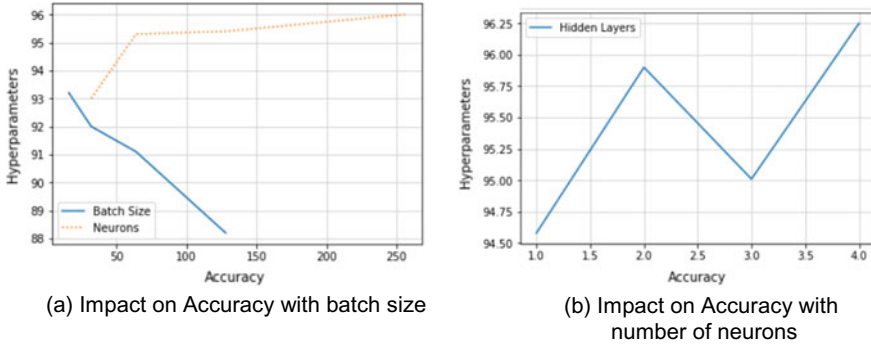 96
95
94
93
92
91
90
89
88
Hyperparameters
Batch Size
Neurons
50 100 150 200 250
Accuracy
(a) Impact on Accuracy with batch size
96.25
96.00
95.75
95.50
95.25
95.00
94.75
94.50
Hyperparameters
Hidden Layers
1.0 1.5 2.0 2.5 3.0 3.5 4.0
Accuracy
(b) Impact on Accuracy with
number of neurons